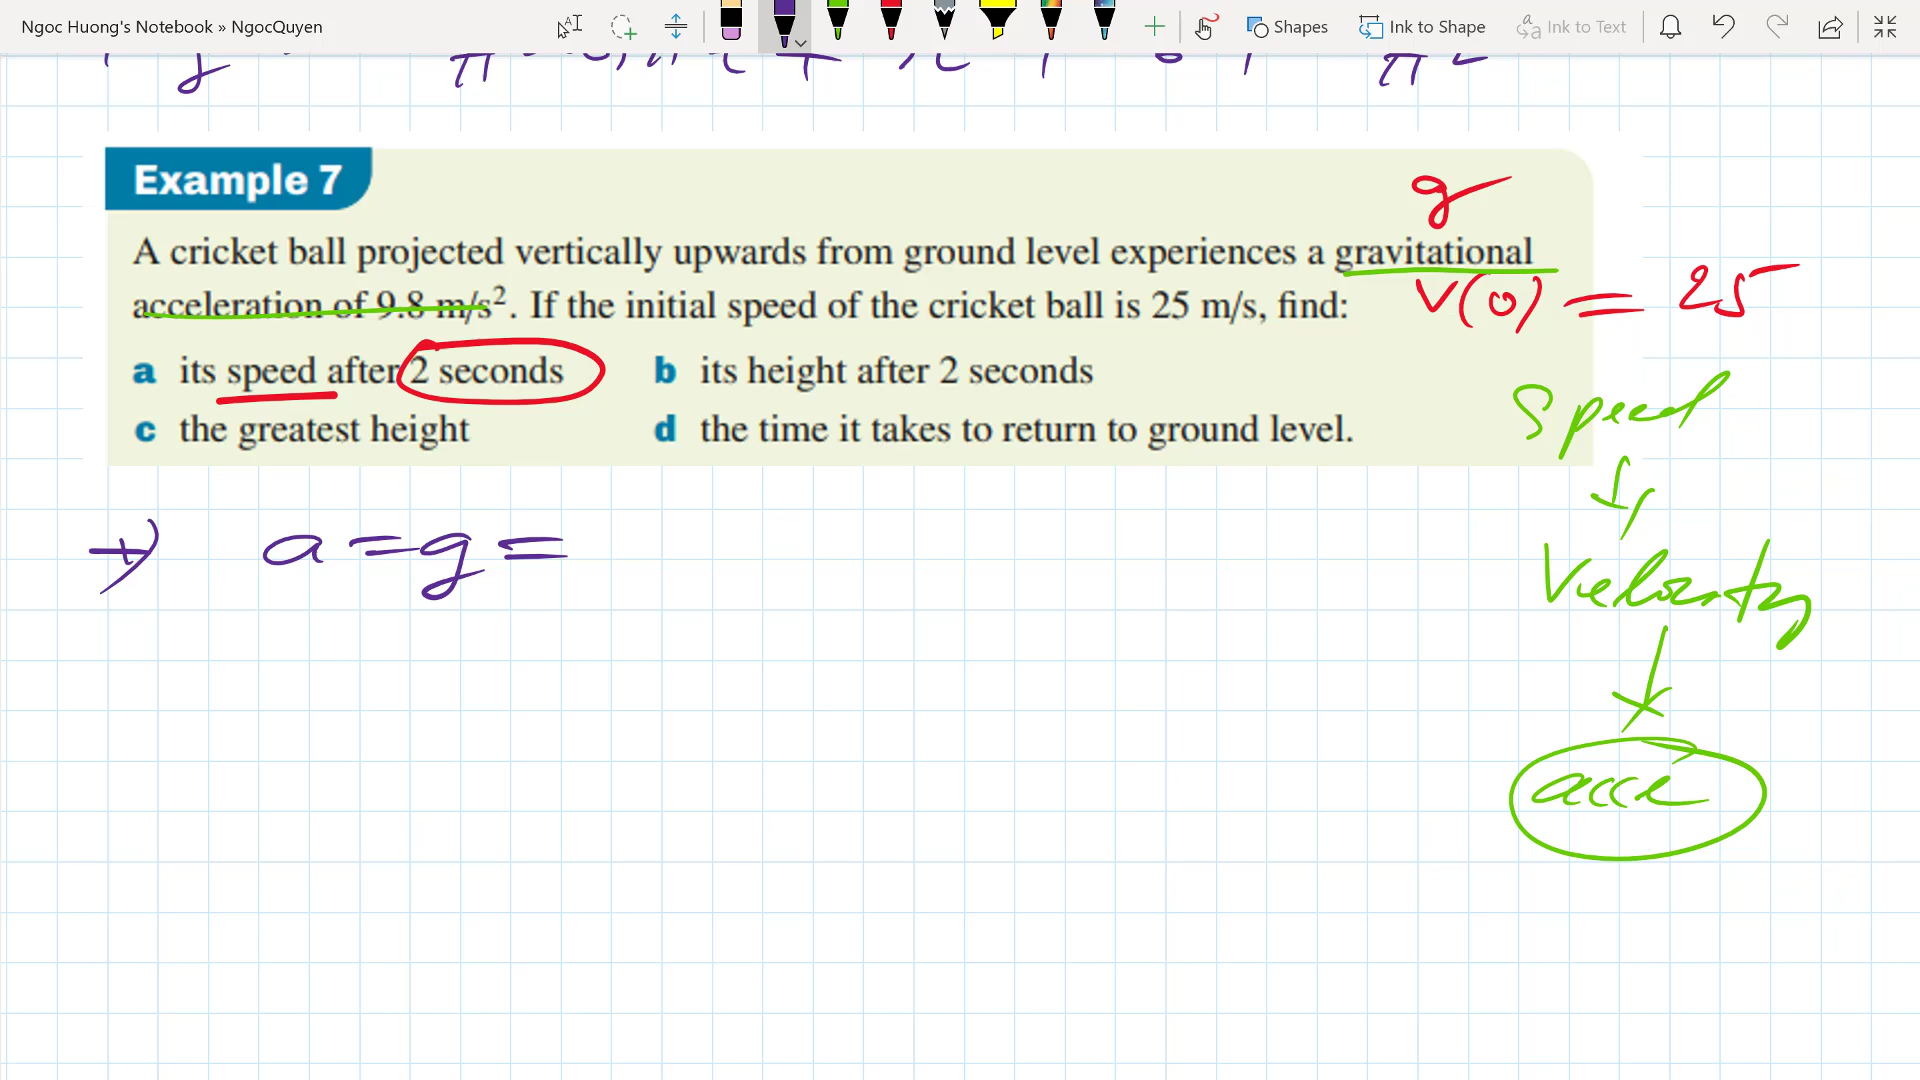 Ngoc Huong's Notebook » NgocQuyen
Shapes
Ink to Shape
Ink to Text
Example 7
g
A cricket ball projected vertically upwards from ground level experiences a gravitational
acceleration of 9.8 m/s². If the initial speed of the cricket ball is 25 m/s, find:
v(0) = 25
a its speed after 2 seconds
b its height after 2 seconds
c the greatest height
d the time it takes to return to ground level.
Speed
Velocity
acce
a = g =